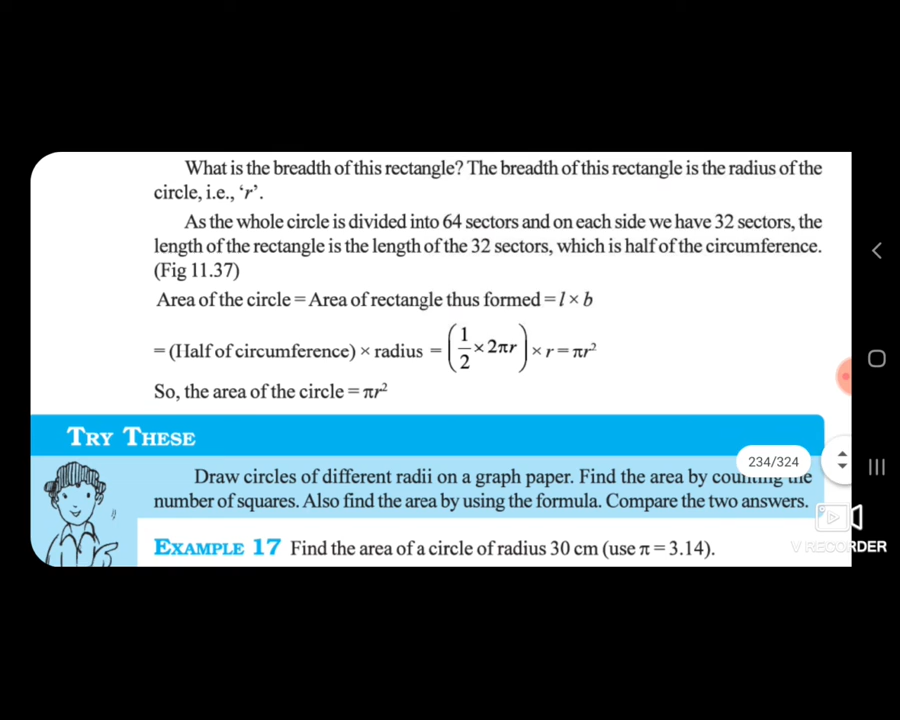 What is the breadth of this rectangle? The breadth of this rectangle is the radius of the
circle, i.e., ‘r’.
As the whole circle is divided into 64 sectors and on each side we have 32 sectors, the
length of the rectangle is the length of the 32 sectors, which is half of the circumference.
(Fig 11.37)
Area of the circle = Area of rectangle thus formed = l × b
= (Half of circumference) × radius = (1/2 × 2πr) × r = πr²
So, the area of the circle = πr²
TRY THESE
234/324
Draw circles of different radii on a graph paper. Find the area by counting the
number of squares. Also find the area by using the formula. Compare the two answers.
V RECORDER
EXAMPLE 17 Find the area of a circle of radius 30 cm (use π = 3.14).